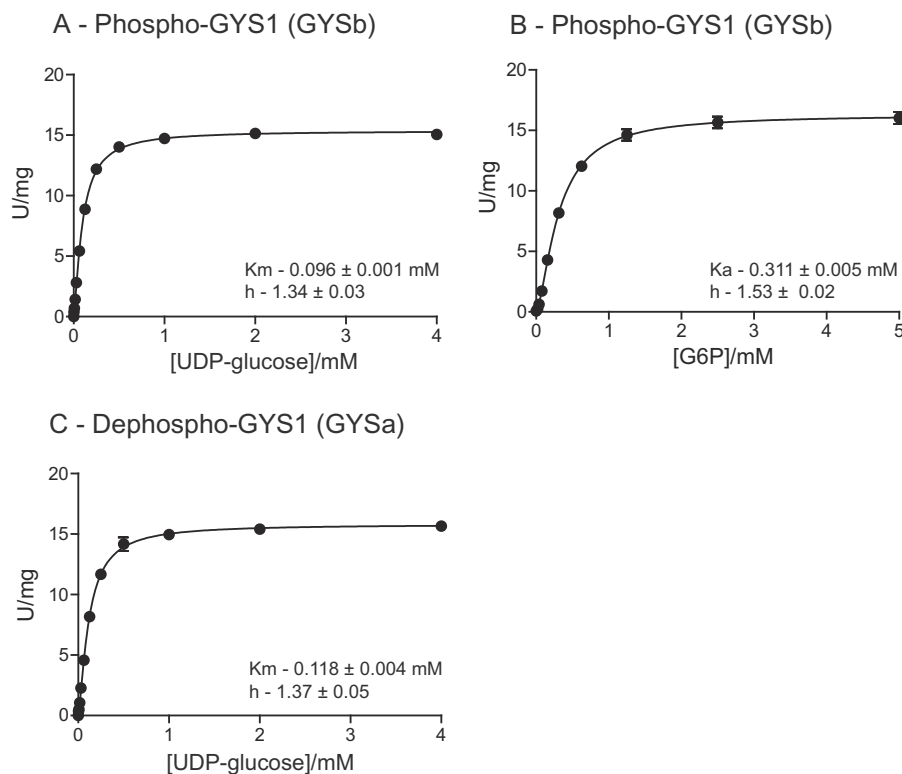 A - Phospho-GYS1 (GYSb)
20
15
10
5
0
U/mg
Km - 0.096 ± 0.001 mM
h - 1.34 ± 0.03
0 1 2 3 4
[UDP-glucose]/mM
B - Phospho-GYS1 (GYSb)
20
15
10
5
0
U/mg
Ka - 0.311 ± 0.005 mM
h - 1.53 ± 0.02
0 1 2 3 4 5
[G6P]/mM
C - Dephospho-GYS1 (GYSa)
20
15
10
5
0
U/mg
Km - 0.118 ± 0.004 mM
h - 1.37 ± 0.05
0 1 2 3 4
[UDP-glucose]/mM